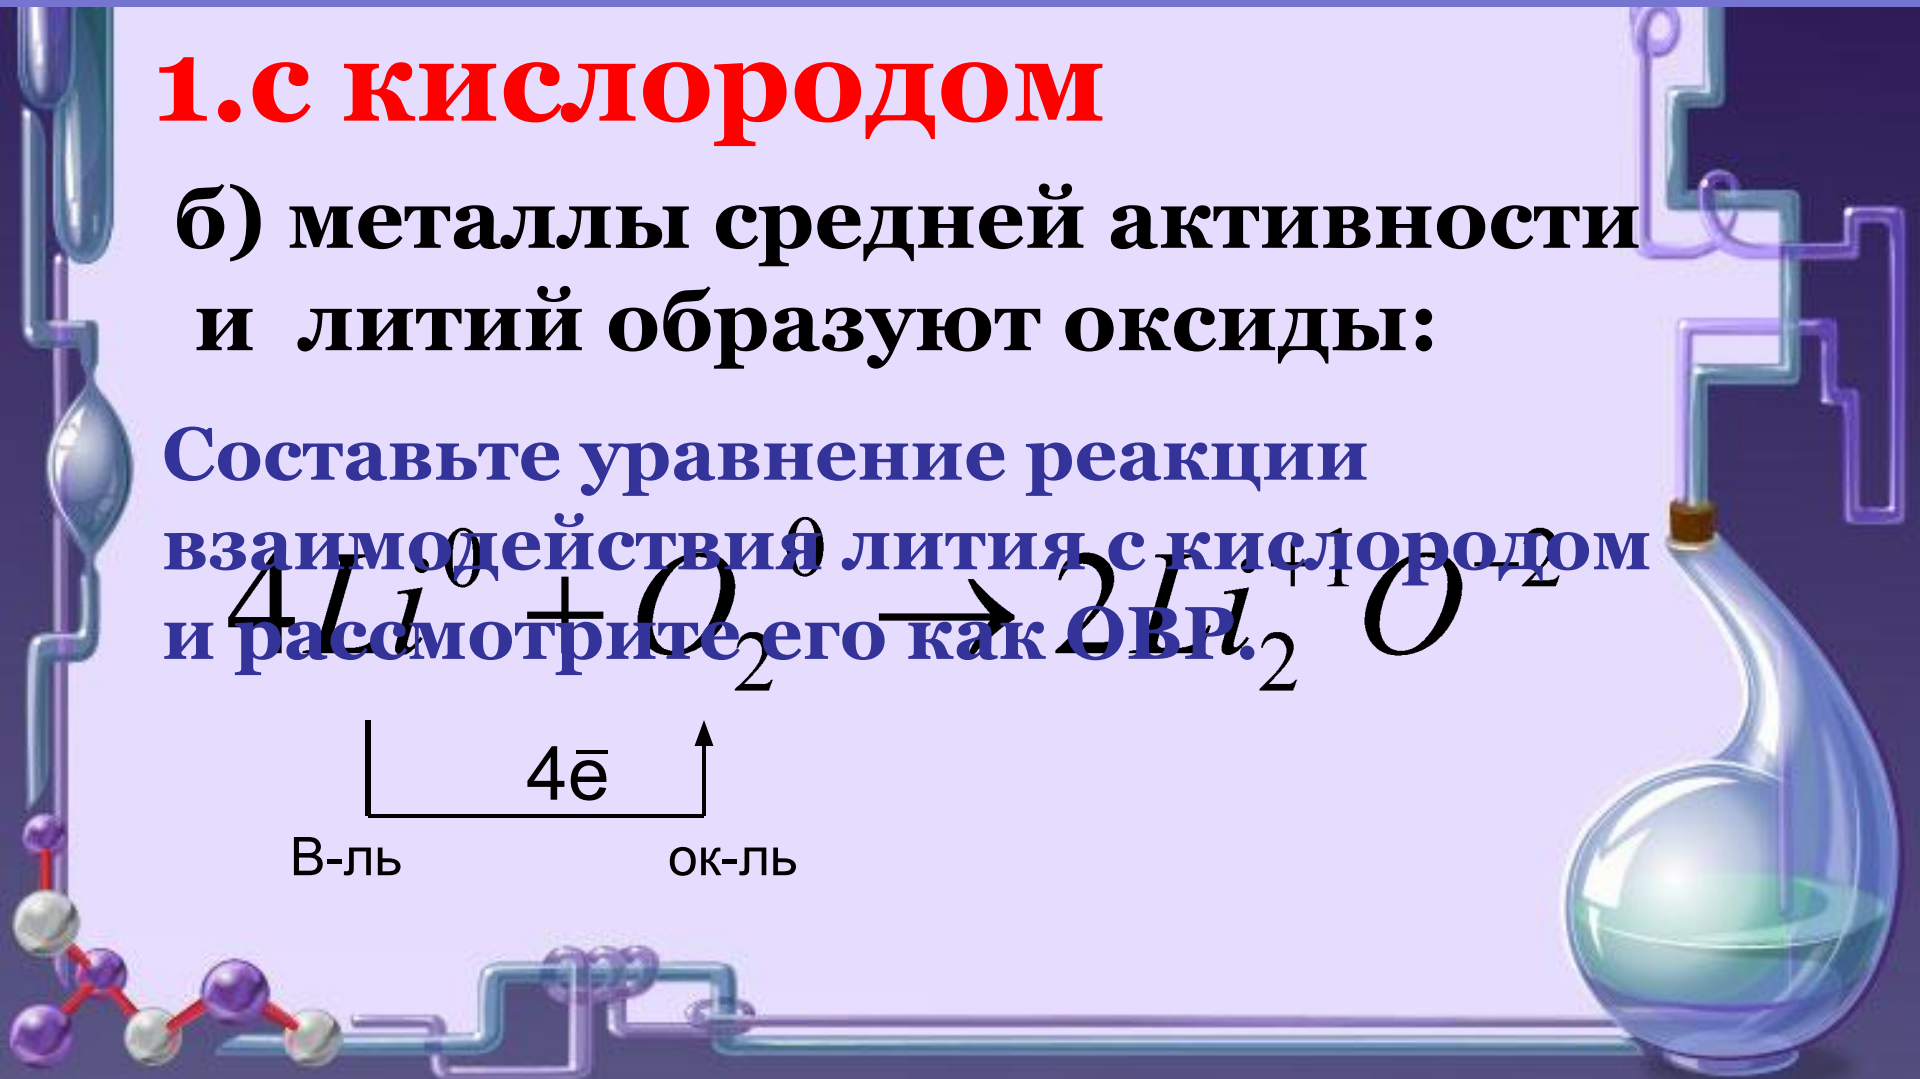 1.с кислородом
б) металлы средней активности
и литий образуют оксиды:
Составьте уравнение реакции
взаимодействия лития с кислородом
и рассмотрите его как ОВР.
4Li⁰ + O₂⁰ → 2Li₂⁺¹O⁻²
4ē
В-ль ок-ль